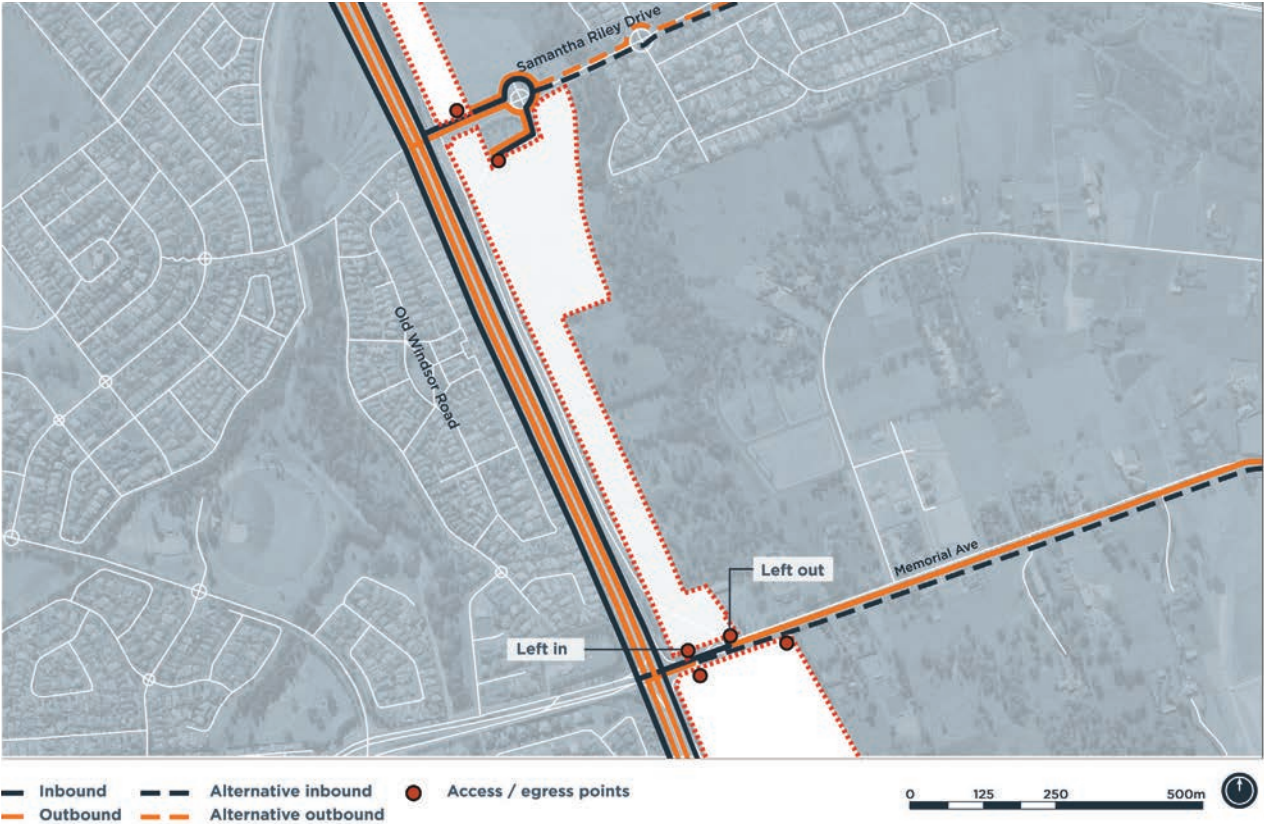 Samantha Riley Drive
Old Windsor Road
Left out
Memorial Ave
Left in
Inbound
Alternative inbound
Access / egress points
Outbound
Alternative outbound
0 125 250 500m